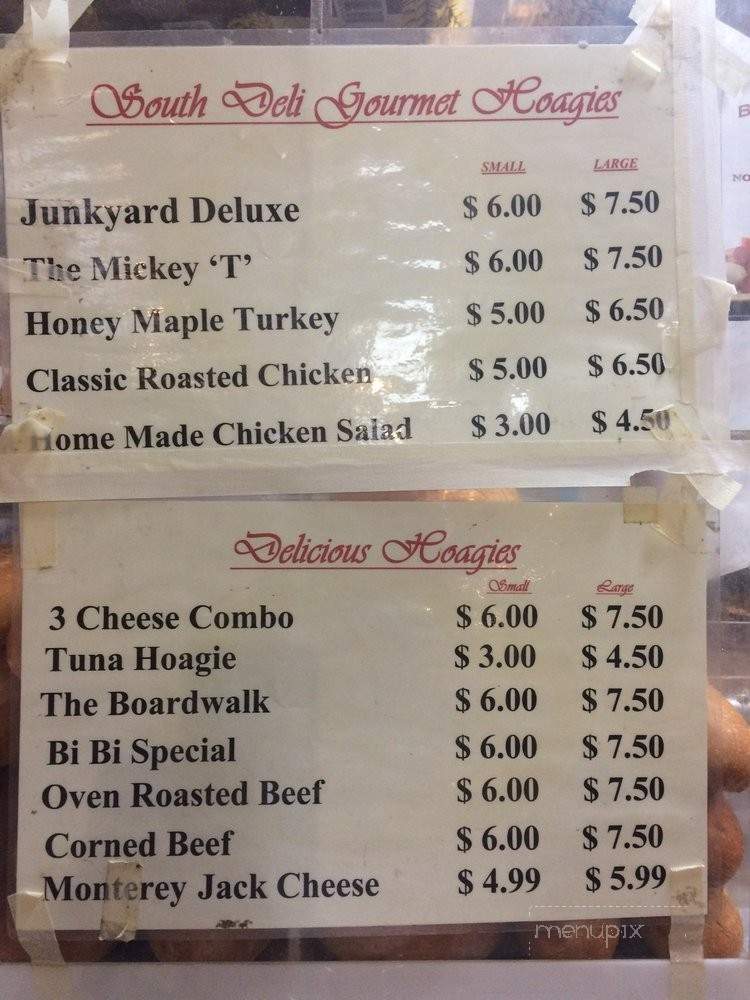 South Deli Gourmet Hoagies
SMALL LARGE
Junkyard Deluxe $ 6.00 $ 7.50
The Mickey ‘T’ $ 6.00 $ 7.50
Honey Maple Turkey $ 5.00 $ 6.50
Classic Roasted Chicken $ 5.00 $ 6.50
Home Made Chicken Salad $ 3.00 $ 4.50
Delicious Hoagies
Small Large
3 Cheese Combo $ 6.00 $ 7.50
Tuna Hoagie $ 3.00 $ 4.50
The Boardwalk $ 6.00 $ 7.50
Bi Bi Special $ 6.00 $ 7.50
Oven Roasted Beef $ 6.00 $ 7.50
Corned Beef $ 6.00 $ 7.50
Monterey Jack Cheese $ 4.99 $ 5.99
menupix